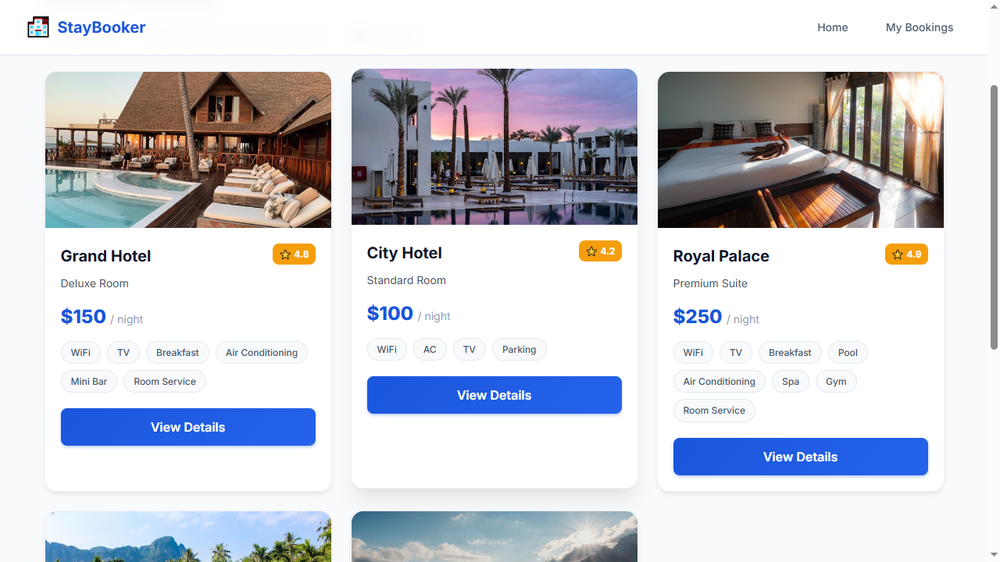 StayBooker
Home
My Bookings
Grand Hotel
4.8
Deluxe Room
$150 / night
WiFi
TV
Breakfast
Air Conditioning
Mini Bar
Room Service
View Details
City Hotel
4.2
Standard Room
$100 / night
WiFi
AC
TV
Parking
View Details
Royal Palace
4.9
Premium Suite
$250 / night
WiFi
TV
Breakfast
Pool
Air Conditioning
Spa
Gym
Room Service
View Details